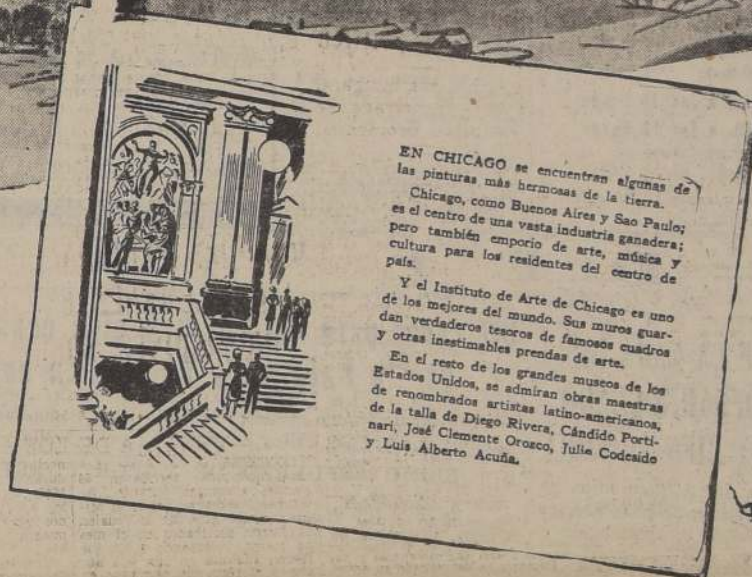 EN CHICAGO se encuentran algunas de
las pinturas más hermosas de la tierra.
Chicago, como Buenos Aires y Sao Paulo;
es el centro de una vasta industria ganadera;
pero también emporio de arte, música y
cultura para los residentes del centro de
país.
Y el Instituto de Arte de Chicago es uno
de los mejores del mundo. Sus muros guar-
dan verdaderos tesoros de famosos cuadros
y otras inestimables prendas de arte.
En el resto de los grandes museos de los
Estados Unidos, se admiran obras maestras
de renombrados artistas latino-americanos,
de la talla de Diego Rivera, Cándido Porti-
nari, José Clemente Orozco, Julia Codesido
y Luis Alberto Acuña.